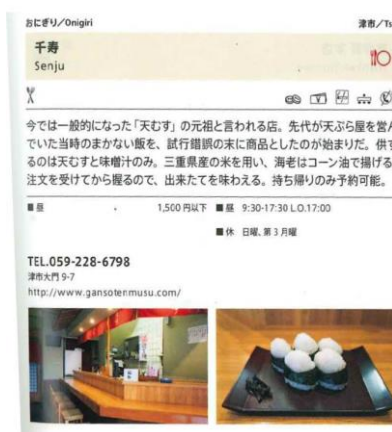 おにぎり／Onigiri
津市／Ts
千寿
Senju
今では一般的になった「天むす」の元祖と言われる店。先代が天ぷら屋を営ん
でいた当時のまかない飯を、試行錯誤の末に商品としたのが始まりだ。供す
るのは天むすと味噌汁のみ。三重県産の米を用い、海老はコーン油で揚げる
注文を受けてから握るので、出来たてを味わえる。持ち帰りのみ予約可能。
■昼 1,500 円以下 ■昼 9:30-17:30 L.O.17:00
■休 日曜、第3月曜
TEL.059-228-6798
津市大門 9-7
http://www.gansotenmusu.com/